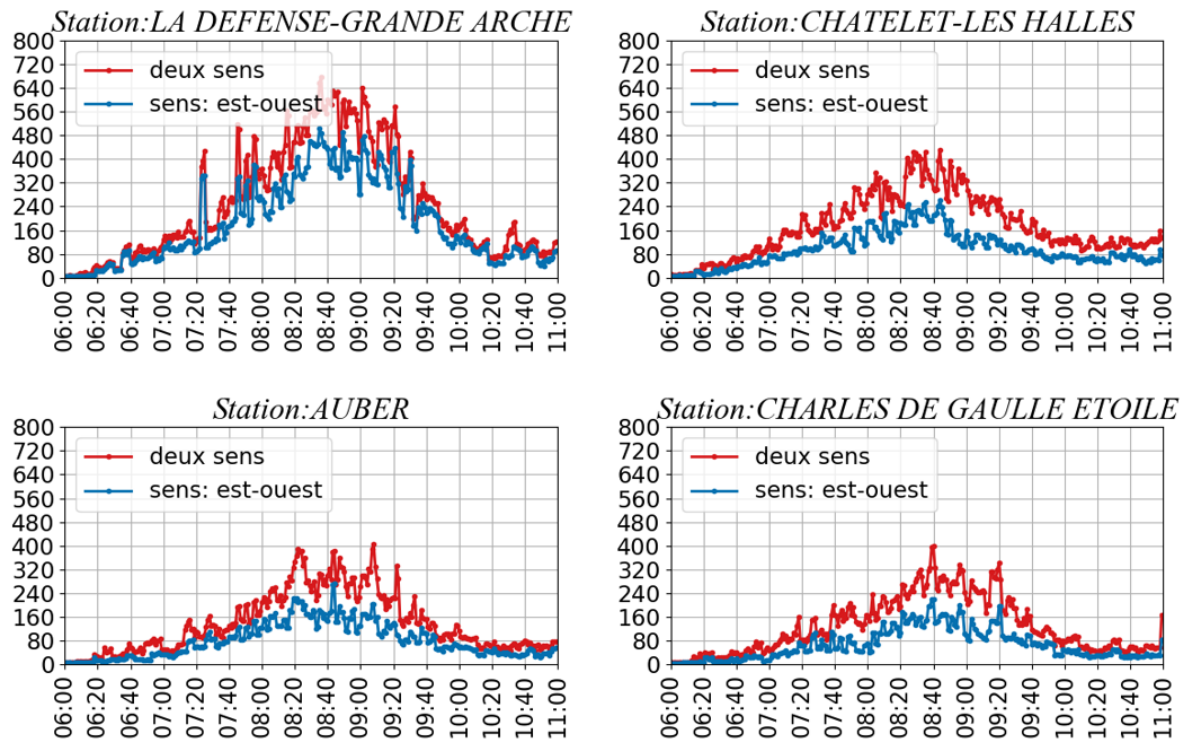 Station:LA DEFENSE-GRANDE ARCHE
800
720
640
560
480
400
320
240
160
80
0
deux sens
sens: est-ouest
06:00 06:20 06:40 07:00 07:20 07:40 08:00 08:20 08:40 09:00 09:20 09:40 10:00 10:20 10:40 11:00
Station:CHATELET-LES HALLES
800
720
640
560
480
400
320
240
160
80
0
deux sens
sens: est-ouest
06:00 06:20 06:40 07:00 07:20 07:40 08:00 08:20 08:40 09:00 09:20 09:40 10:00 10:20 10:40 11:00
Station:AUBER
800
720
640
560
480
400
320
240
160
80
0
deux sens
sens: est-ouest
06:00 06:20 06:40 07:00 07:20 07:40 08:00 08:20 08:40 09:00 09:20 09:40 10:00 10:20 10:40 11:00
Station:CHARLES DE GAULLE ETOILE
800
720
640
560
480
400
320
240
160
80
0
deux sens
sens: est-ouest
06:00 06:20 06:40 07:00 07:20 07:40 08:00 08:20 08:40 09:00 09:20 09:40 10:00 10:20 10:40 11:00